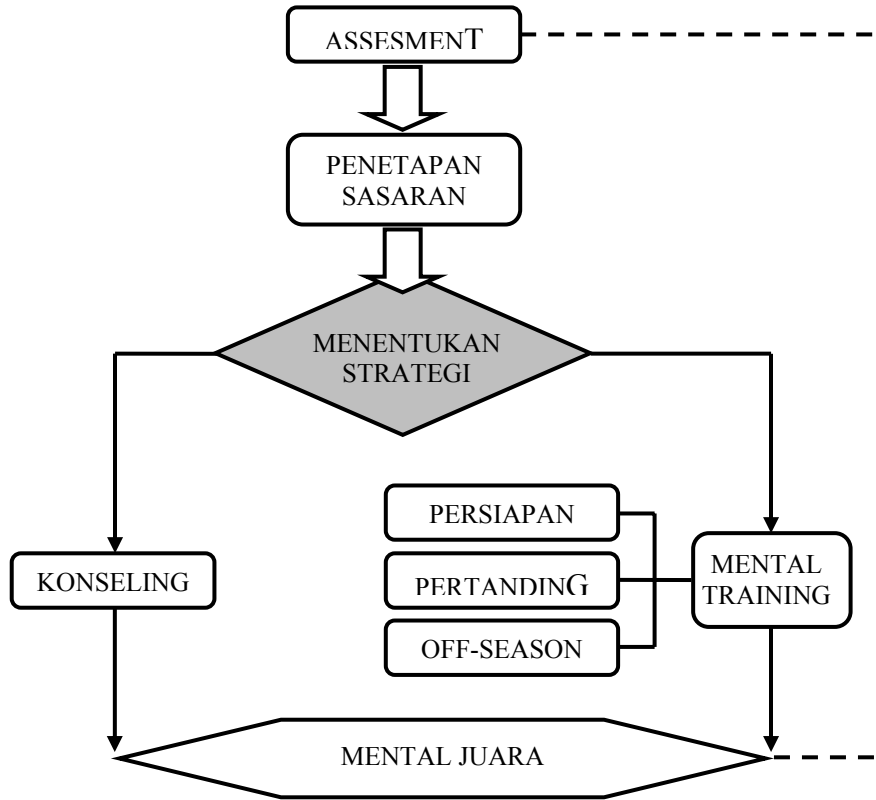 ASSESMENT
PENETAPAN
SASARAN
MENENTUKAN
STRATEGI
PERSIAPAN
KONSELING
PERTANDING
MENTAL
TRAINING
OFF-SEASON
MENTAL JUARA